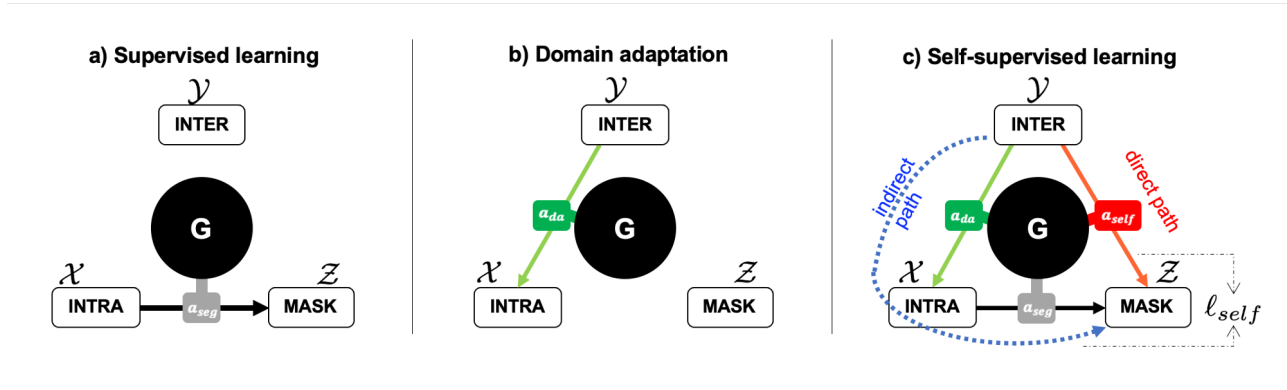 a) Supervised learning
𝒴
INTER
G
𝒳
𝒵
INTRA
a_seg
MASK
b) Domain adaptation
𝒴
INTER
a_da
G
𝒳
𝒵
INTRA
MASK
c) Self-supervised learning
𝒴
INTER
indirect
path
direct path
a_da
G
a_self
𝒳
𝒵
INTRA
a_seg
MASK
ℓ_self